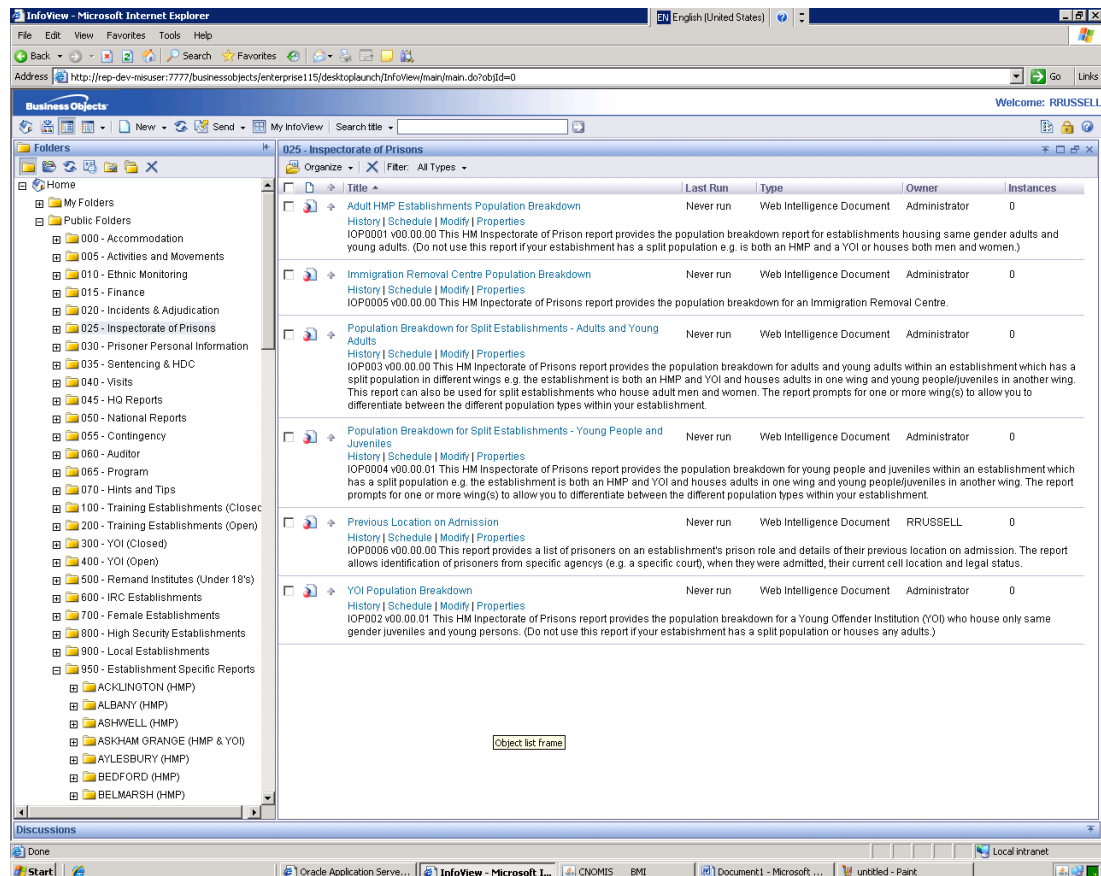 InfoView - Microsoft Internet Explorer
EN English (United States)
File Edit View Favorites Tools Help
Back Search Favorites
Address http://rep-dev-misuser:7777/businessobjects/enterprise115/desktoplaunch/InfoView/main/main.do?objId=0 Go Links
Business Objects Welcome: RRUSSELL
New Send My InfoView Search title
Folders
Home
My Folders
Public Folders
000 - Accommodation
005 - Activities and Movements
010 - Ethnic Monitoring
015 - Finance
020 - Incidents & Adjudication
025 - Inspectorate of Prisons
030 - Prisoner Personal Information
035 - Sentencing & HDC
040 - Visits
045 - HQ Reports
050 - National Reports
055 - Contingency
060 - Auditor
065 - Program
070 - Hints and Tips
100 - Training Establishments (Closed
200 - Training Establishments (Open)
300 - YOI (Closed)
400 - YOI (Open)
500 - Remand Institutes (Under 18's)
600 - IRC Establishments
700 - Female Establishments
800 - High Security Establishments
900 - Local Establishments
950 - Establishment Specific Reports
ACKLINGTON (HMP)
ALBANY (HMP)
ASHWELL (HMP)
ASKHAM GRANGE (HMP & YOI)
AYLESBURY (HMP)
BEDFORD (HMP)
BELMARSH (HMP)
025 - Inspectorate of Prisons
Organize Filter: All Types
Title Last Run Type Owner Instances
Adult HMP Establishments Population Breakdown Never run Web Intelligence Document Administrator 0
History | Schedule | Modify | Properties
IOP0001 v00.00.00 This HM Inspectorate of Prison report provides the population breakdown report for establishments housing same gender adults and
young adults. (Do not use this report if your estabishment has a split population e.g. is both an HMP and a YOI or houses both men and women.)
Immigration Removal Centre Population Breakdown Never run Web Intelligence Document Administrator 0
History | Schedule | Modify | Properties
IOP0005 v00.00.00 This HM Inpectorate of Prisons report provides the population breakdown for an Immigration Removal Centre.
Population Breakdown for Split Establishments - Adults and Young
Adults Never run Web Intelligence Document Administrator 0
History | Schedule | Modify | Properties
IOP003 v00.00.00 This HM Inspectorate of Prisons report provides the population breakdown for adults and young adults within an establishment which has a
split population in different wings e.g. the establishment is both an HMP and YOI and houses adults in one wing and young people/juveniles in another wing.
This report can also be used for split establishments who house adult men and women. The report prompts for one or more wing(s) to allow you to
differentiate between the different population types within your establishment.
Population Breakdown for Split Establishments - Young People and
Juveniles Never run Web Intelligence Document Administrator 0
History | Schedule | Modify | Properties
IOP0004 v00.00.01 This HM Inspectorate of Prisons report provides the population breakdown for young people and juveniles within an establishment which
has a split population e.g. the establishment is both an HMP and YOI and houses adults in one wing and young people/juveniles in another wing. The report
prompts for one or more wing(s) to allow you to differentiate between the different population types within your establishment.
Previous Location on Admission Never run Web Intelligence Document RRUSSELL 0
History | Schedule | Modify | Properties
IOP0006 v00.00.00 This report provides a list of prisoners on an establishment's prison role and details of their previous location on admission. The report
allows identification of prisoners from specific agencys (e.g. a specific court), when they were admitted, their current cell location and legal status.
YOI Population Breakdown Never run Web Intelligence Document Administrator 0
History | Schedule | Modify | Properties
IOP002 v00.00.01 This HM Inpectorate of Prisons report provides the population breakdown for a Young Offender Institution (YOI) who house only same
gender juveniles and young persons. (Do not use this report if your estabishment has a split population or houses any adults.)
Object list frame
Discussions
Done Local intranet
Start Oracle Application Serve... InfoView - Microsoft I... CNOMIS BMI Document1 - Microsoft ... untitled - Paint